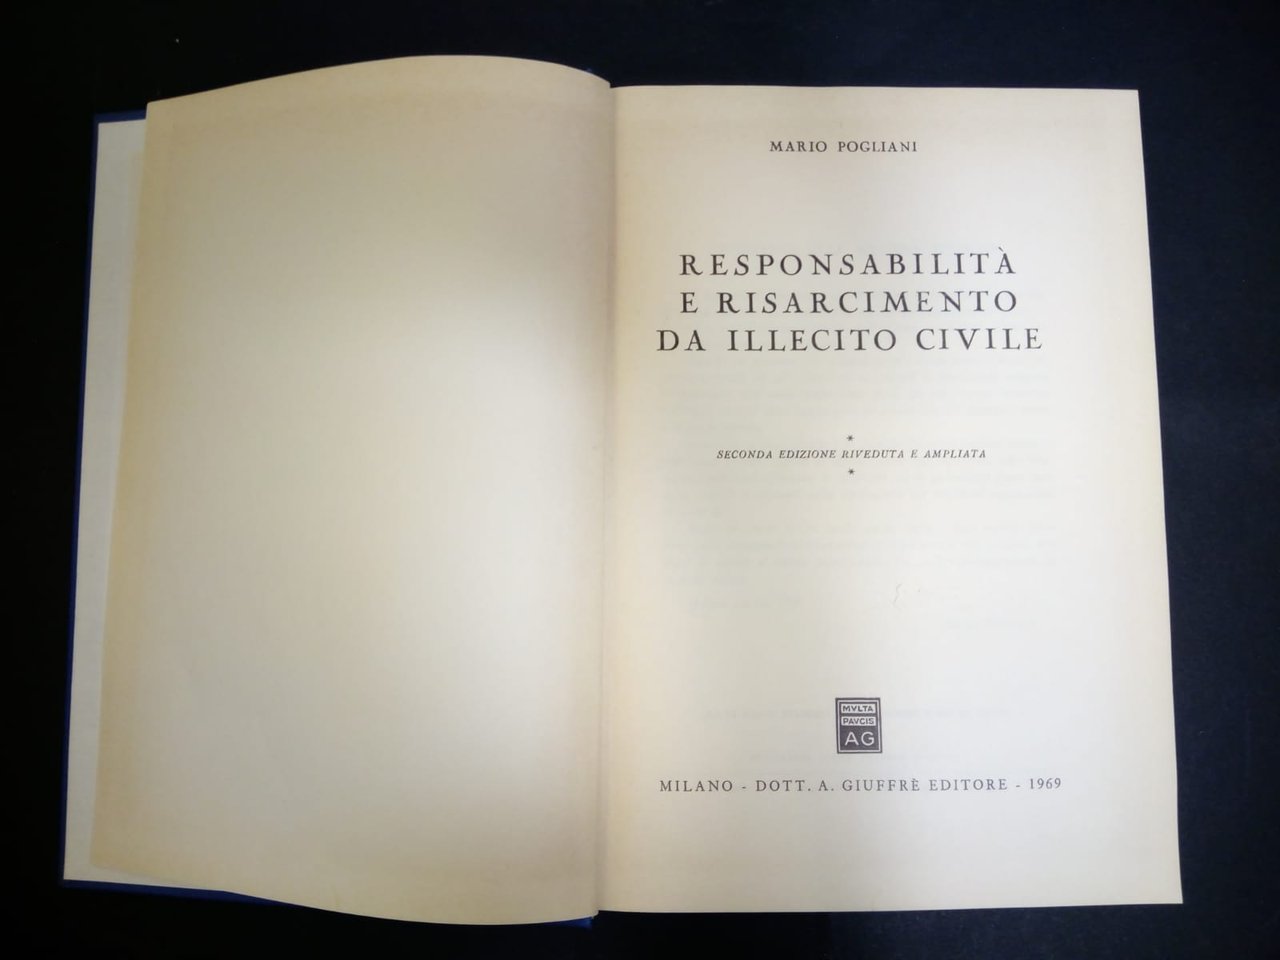 MARIO POGLIANI
RESPONSABILITÀ
E RISARCIMENTO
DA ILLECITO CIVILE
*
SECONDA EDIZIONE RIVEDUTA E AMPLIATA
*
MVLTA
PAVCIS
AG
MILANO - DOTT. A. GIUFFRÈ EDITORE - 1969